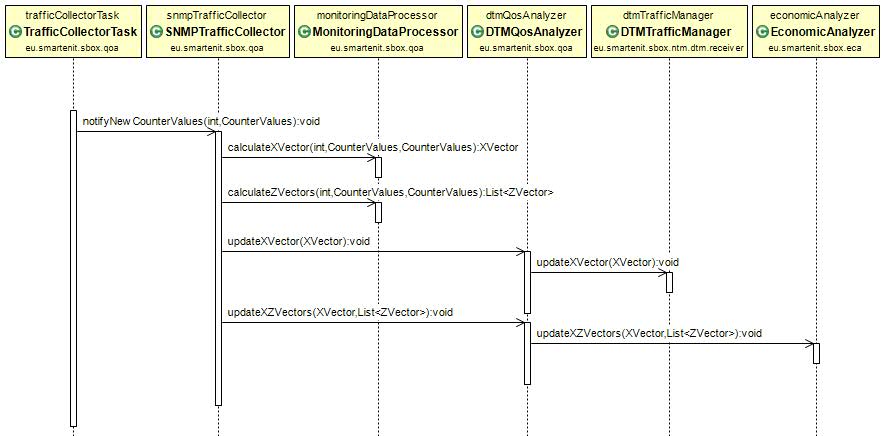 trafficCollectorTask
TrafficCollectorTask
eu.smartenit.sbox.qoa
snmpTrafficCollector
SNMPTrafficCollector
eu.smartenit.sbox.qoa
monitoringDataProcessor
MonitoringDataProcessor
eu.smartenit.sbox.qoa
dtmQosAnalyzer
DTMQosAnalyzer
eu.smartenit.sbox.qoa
dtmTrafficManager
DTMTrafficManager
eu.smartenit.sbox.ntm.dtm.receiver
economicAnalyzer
EconomicAnalyzer
eu.smartenit.sbox.eca
notifyNewCounterValues(int,CounterValues):void
calculateXVector(int,CounterValues,CounterValues):XVector
calculateZVectors(int,CounterValues,CounterValues):List<ZVector>
updateXVector(XVector):void
updateXVector(XVector):void
updateXZVectors(XVector,List<ZVector>):void
updateXZVectors(XVector,List<ZVector>):void